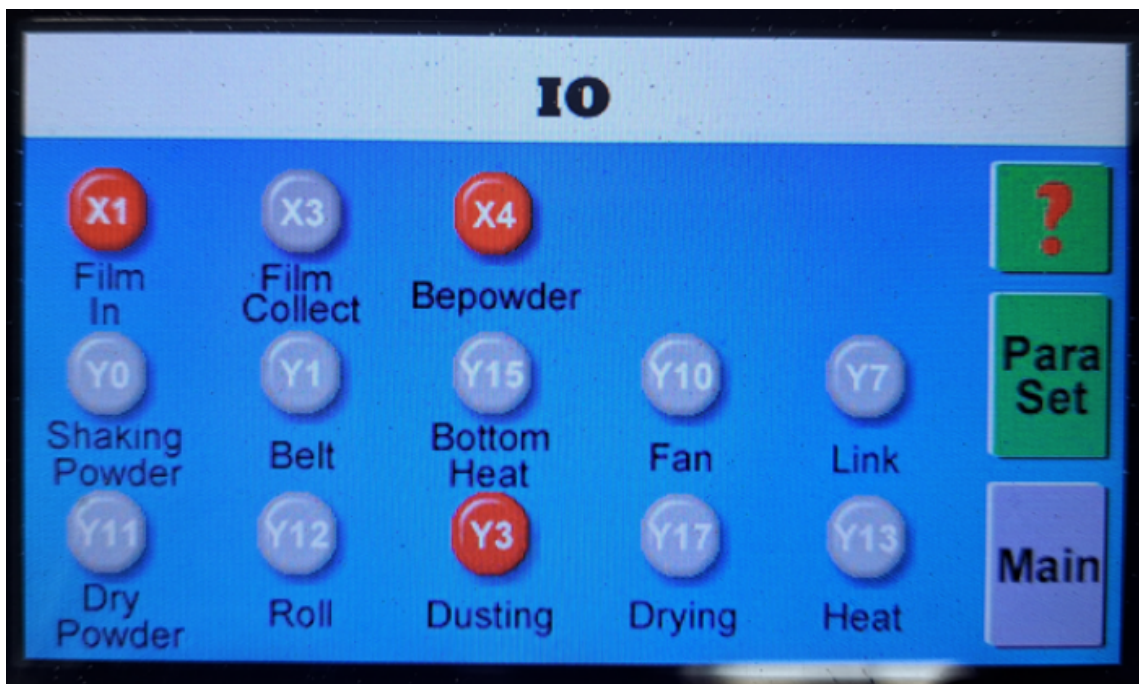 IO
X1 X3 X4 ?
Film In
Film Collect
Bepowder
Y0 Y1 Y15 Y10 Y7
Para
Set
Shaking
Powder
Belt
Bottom
Heat
Fan
Link
Y11 Y12 Y3 Y17 Y13
Main
Dry
Powder
Roll
Dusting
Drying
Heat